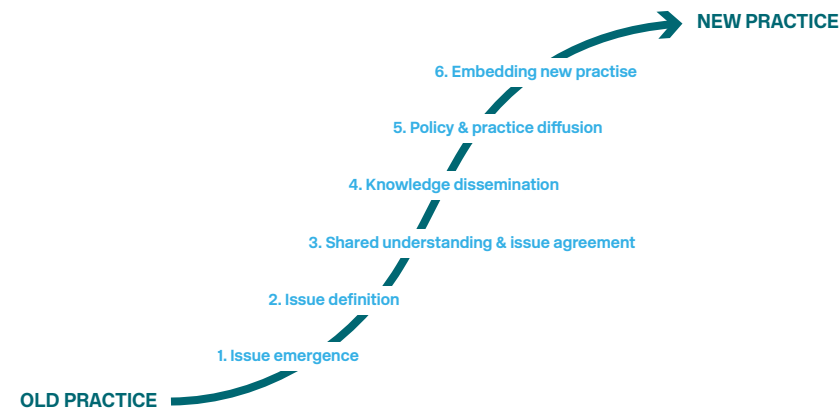 NEW PRACTICE
6. Embedding new practise
5. Policy & practice diffusion
4. Knowledge dissemination
3. Shared understanding & issue agreement
2. Issue definition
1. Issue emergence
OLD PRACTICE